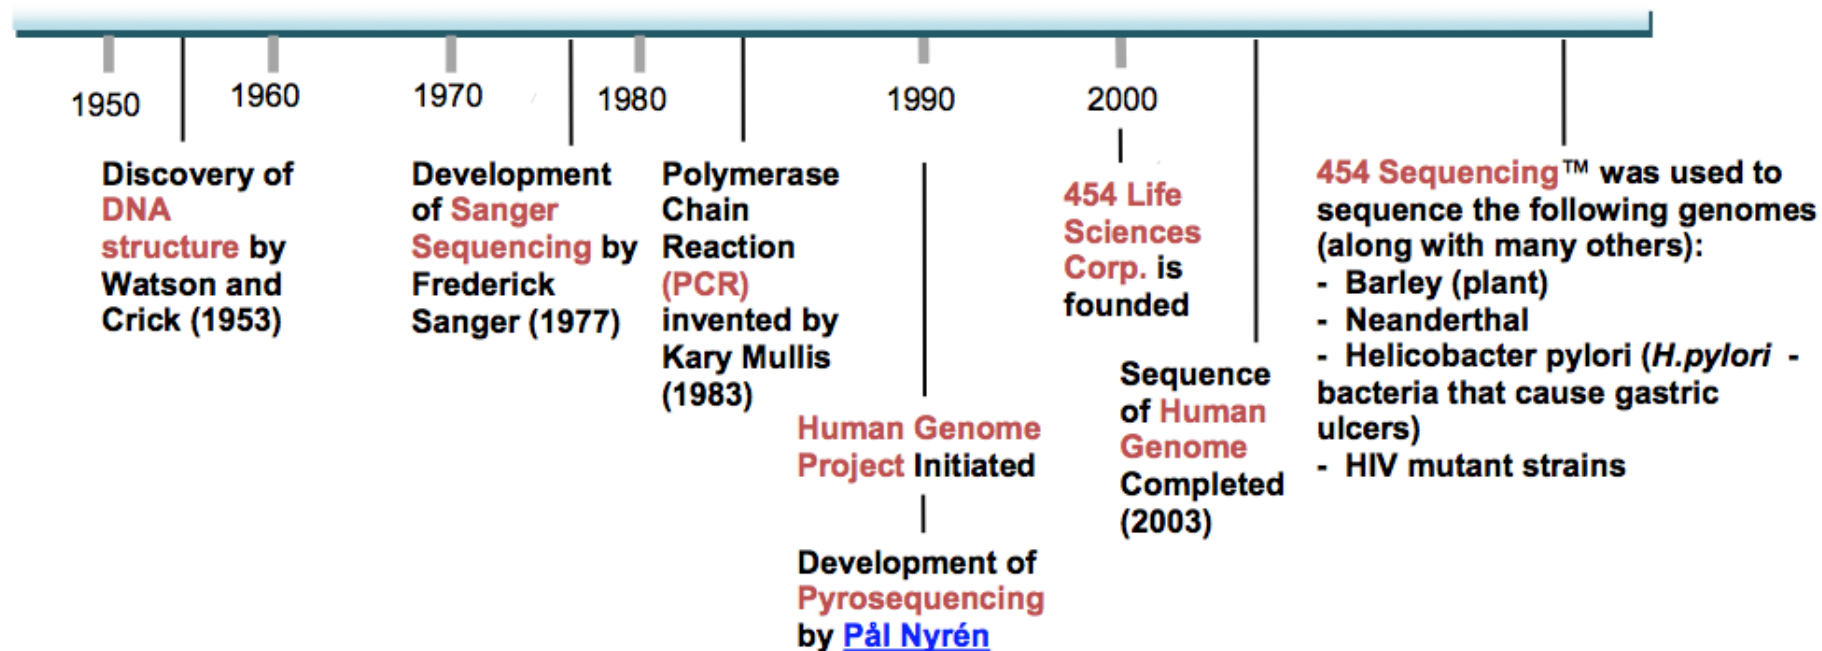 1950
1960
1970
1980
1990
2000
Discovery of
DNA
structure by
Watson and
Crick (1953)
Development
of Sanger
Sequencing by
Frederick
Sanger (1977)
Polymerase
Chain
Reaction
(PCR)
invented by
Kary Mullis
(1983)
Human Genome
Project Initiated
Development of
Pyrosequencing
by Pål Nyrén
454 Life
Sciences
Corp. is
founded
Sequence
of Human
Genome
Completed
(2003)
454 Sequencing™ was used to
sequence the following genomes
(along with many others):
- Barley (plant)
- Neanderthal
- Helicobacter pylori (H.pylori -
bacteria that cause gastric
ulcers)
- HIV mutant strains